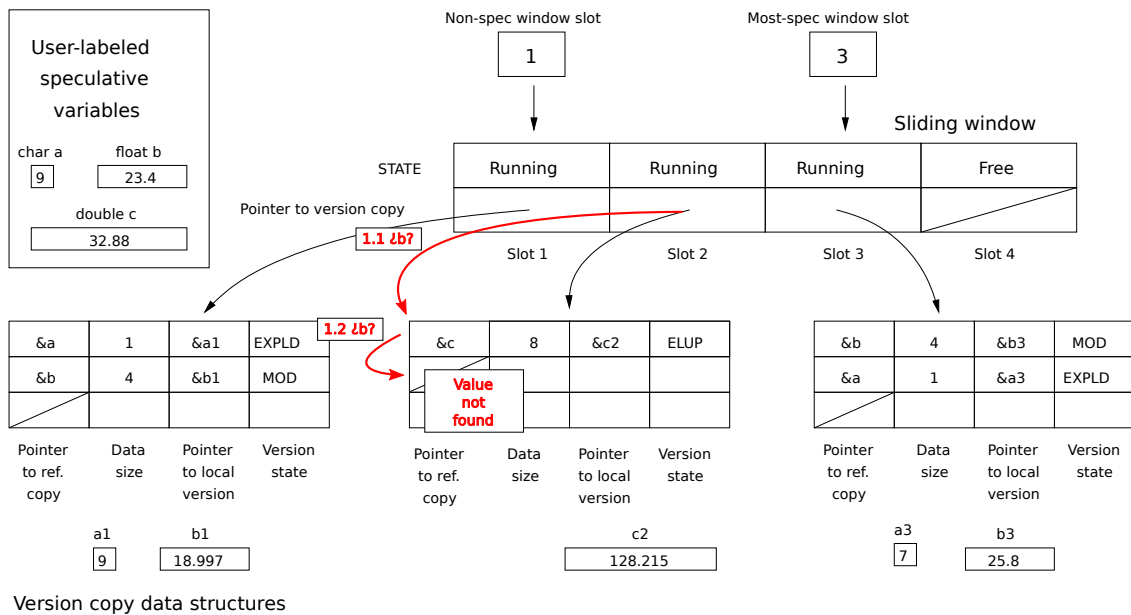 Non-spec window slot
Most-spec window slot
1
3
User-labeled
speculative
variables
char a
float b
9
23.4
double c
32.88
Sliding window
STATE
Running
Running
Running
Free
Pointer to version copy
1.1 ¿b?
Slot 1
Slot 2
Slot 3
Slot 4
1.2 ¿b?
&a
1
&a1
EXPLD
&b
4
&b1
MOD
Pointer
to ref.
copy
Data
size
Pointer
to local
version
Version
state
a1
9
b1
18.997
&c
8
&c2
ELUP
Value
not
found
Pointer
to ref.
copy
Data
size
Pointer
to local
version
Version
state
c2
128.215
&b
4
&b3
MOD
&a
1
&a3
EXPLD
Pointer
to ref.
copy
Data
size
Pointer
to local
version
Version
state
a3
7
b3
25.8
Version copy data structures